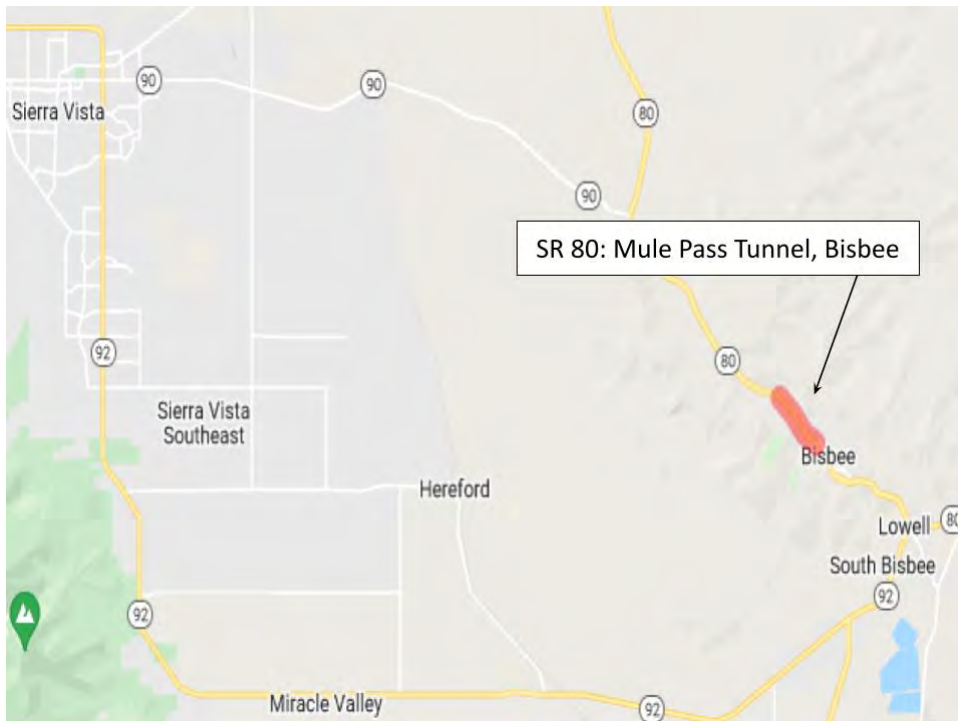 90
90
80
Sierra Vista
90
SR 80: Mule Pass Tunnel, Bisbee
92
80
Sierra Vista
Southeast
Bisbee
Hereford
Lowell
80
South Bisbee
92
92
Miracle Valley
92